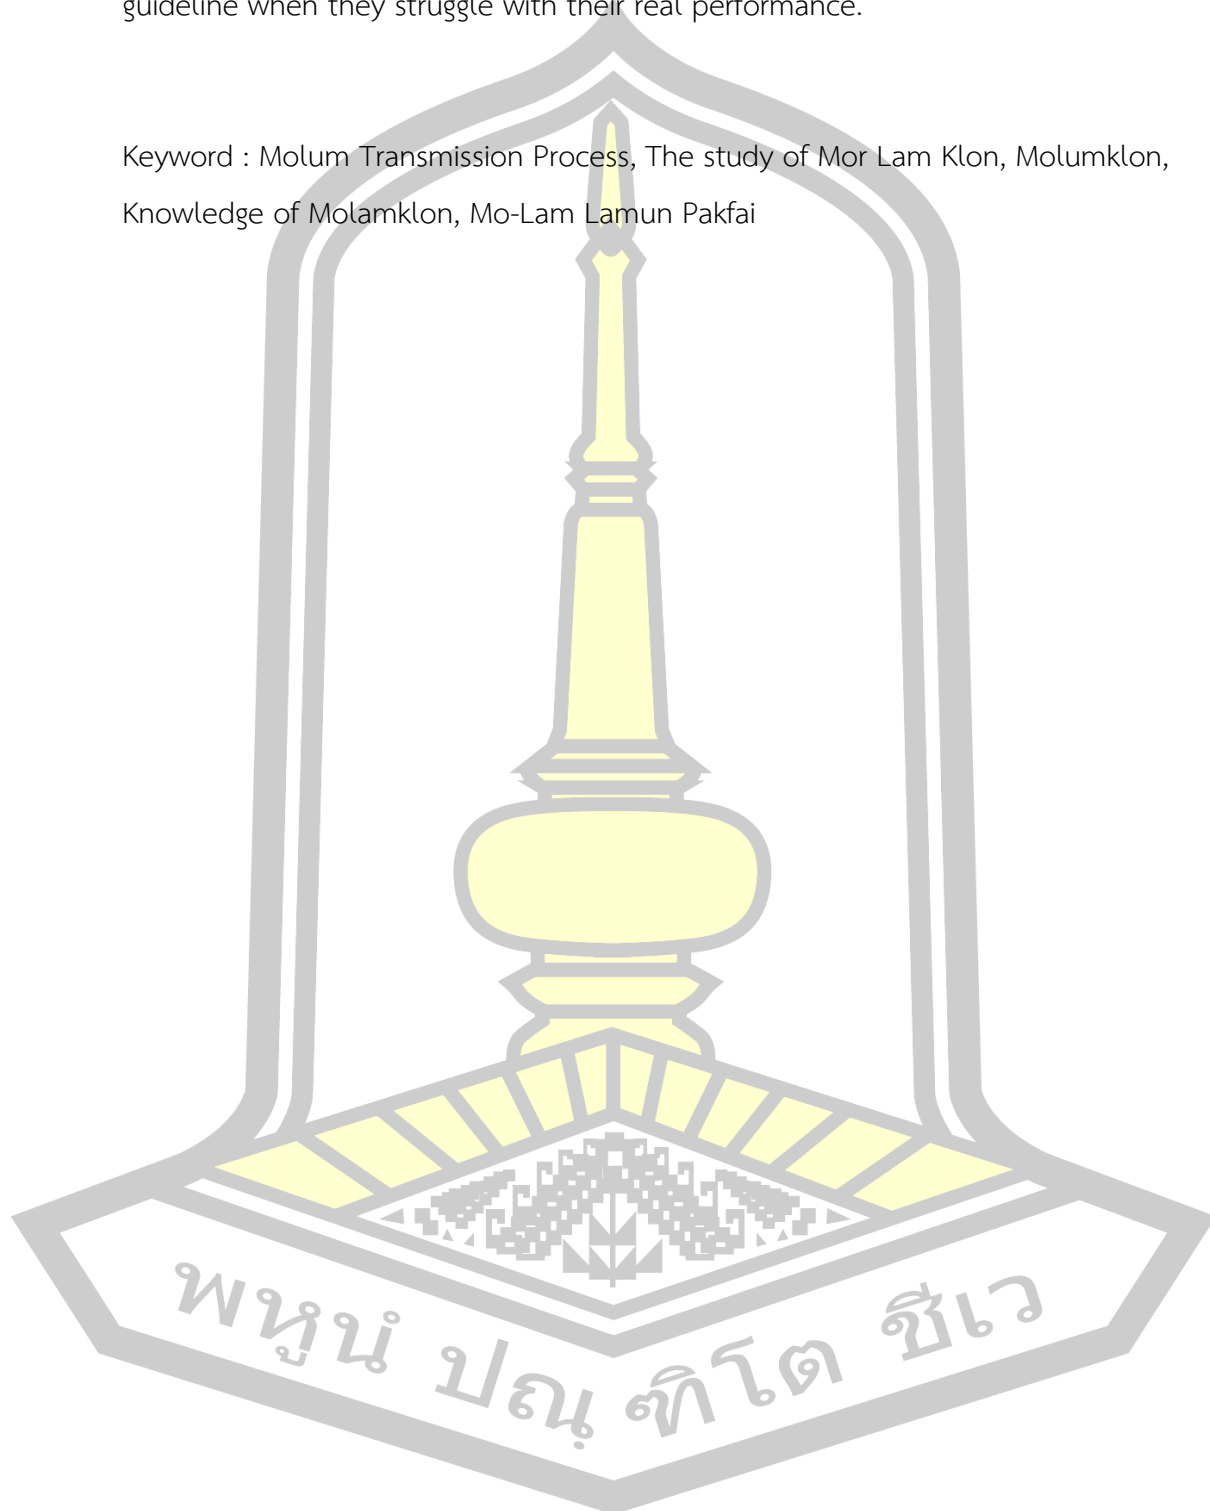 guideline when they struggle with their real performance.
Keyword : Molum Transmission Process, The study of Mor Lam Klon, Molumklon,
Knowledge of Molamklon, Mo-Lam Lamun Pakfai
พหูนํ ปณฺฑิโต ชีเว